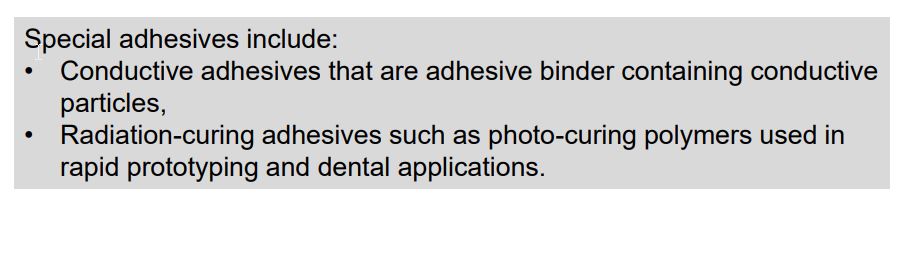 Special adhesives include:
• Conductive adhesives that are adhesive binder containing conductive
particles,
• Radiation-curing adhesives such as photo-curing polymers used in
rapid prototyping and dental applications.